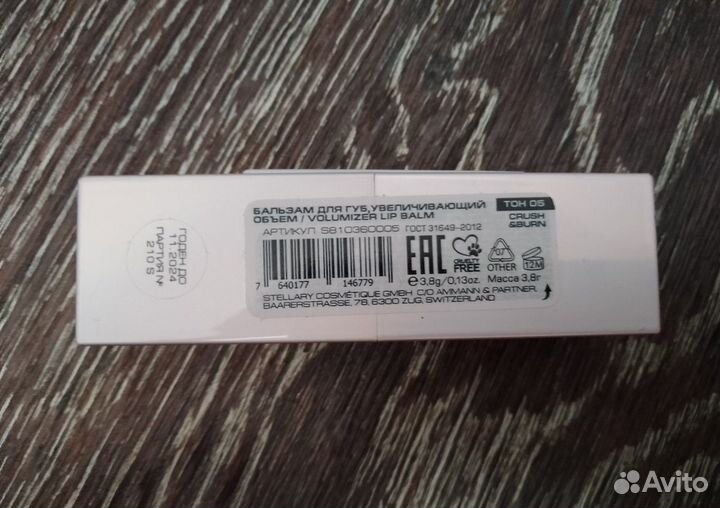 ГОДЕН ДО
11.2024
ПАРТИЯ №
210 S
БАЛЬЗАМ ДЛЯ ГУБ,УВЕЛИЧИВАЮЩИЙ
ОБЪЕМ / VOLUMIZER LIP BALM
АРТИКУЛ SB10360005 ГОСТ 31649-2012
ТОН 05
CRUSH
&BURN
7 640177 146779
EAC
CRUELTY
FREE
07
OTHER
12M
℮3,8g/0,13oz. Масса 3,8г
STELLARY COSMÉTIQUE GMBH C/O AMMANN & PARTNER,
BAARERSTRASSE, 78, 6300 ZUG, SWITZERLAND
Avito